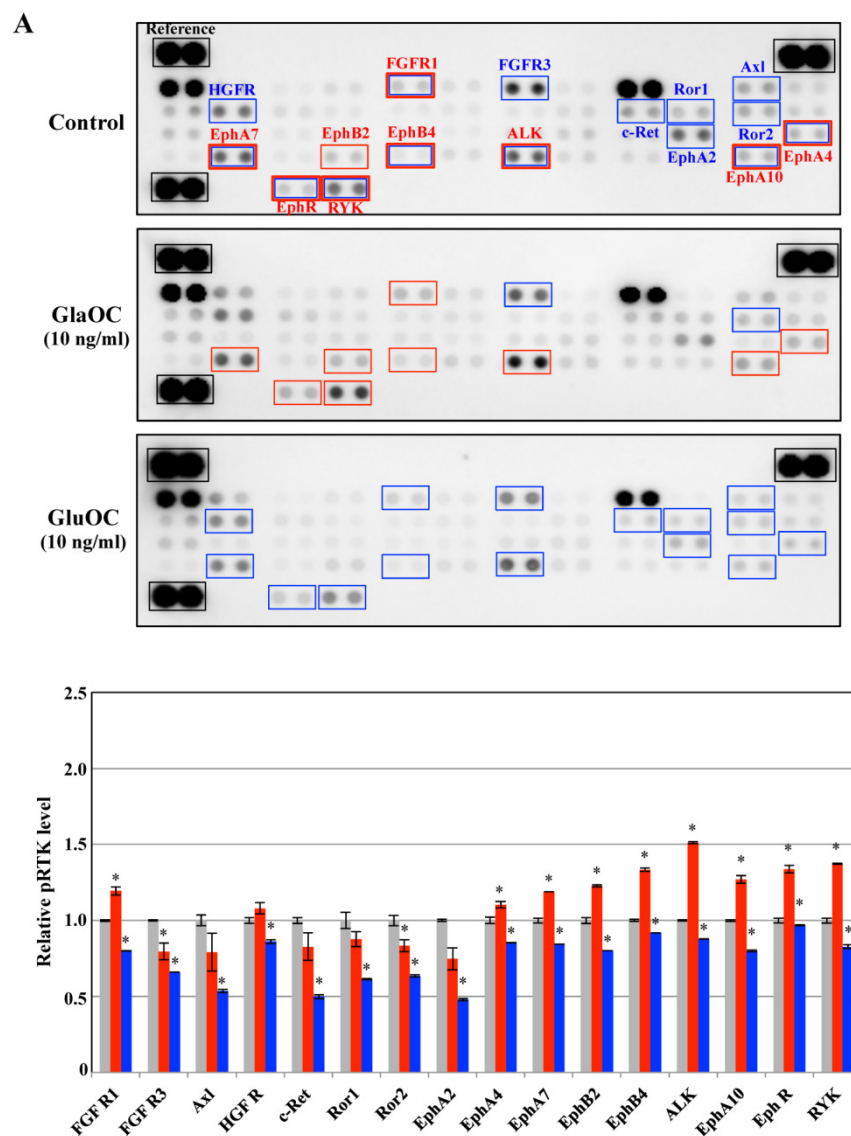 A
Reference
FGFR1
FGFR3
Axl
HGFR
Ror1
Control
EphA7
EphB2
EphB4
ALK
c-Ret
Ror2
EphA2
EphA4
EphA10
EphR
RYK
GlaOC
(10 ng/ml)
GluOC
(10 ng/ml)
Relative pRTK level
2.5
2.0
1.5
1.0
0.5
0
* * * * * * * * * * * * * * * * * * * * * * * * * *
FGF R1
FGF R3
Axl
HGF R
c-Ret
Ror1
Ror2
EphA2
EphA4
EphA7
EphB2
EphB4
ALK
EphA10
Eph R
RYK